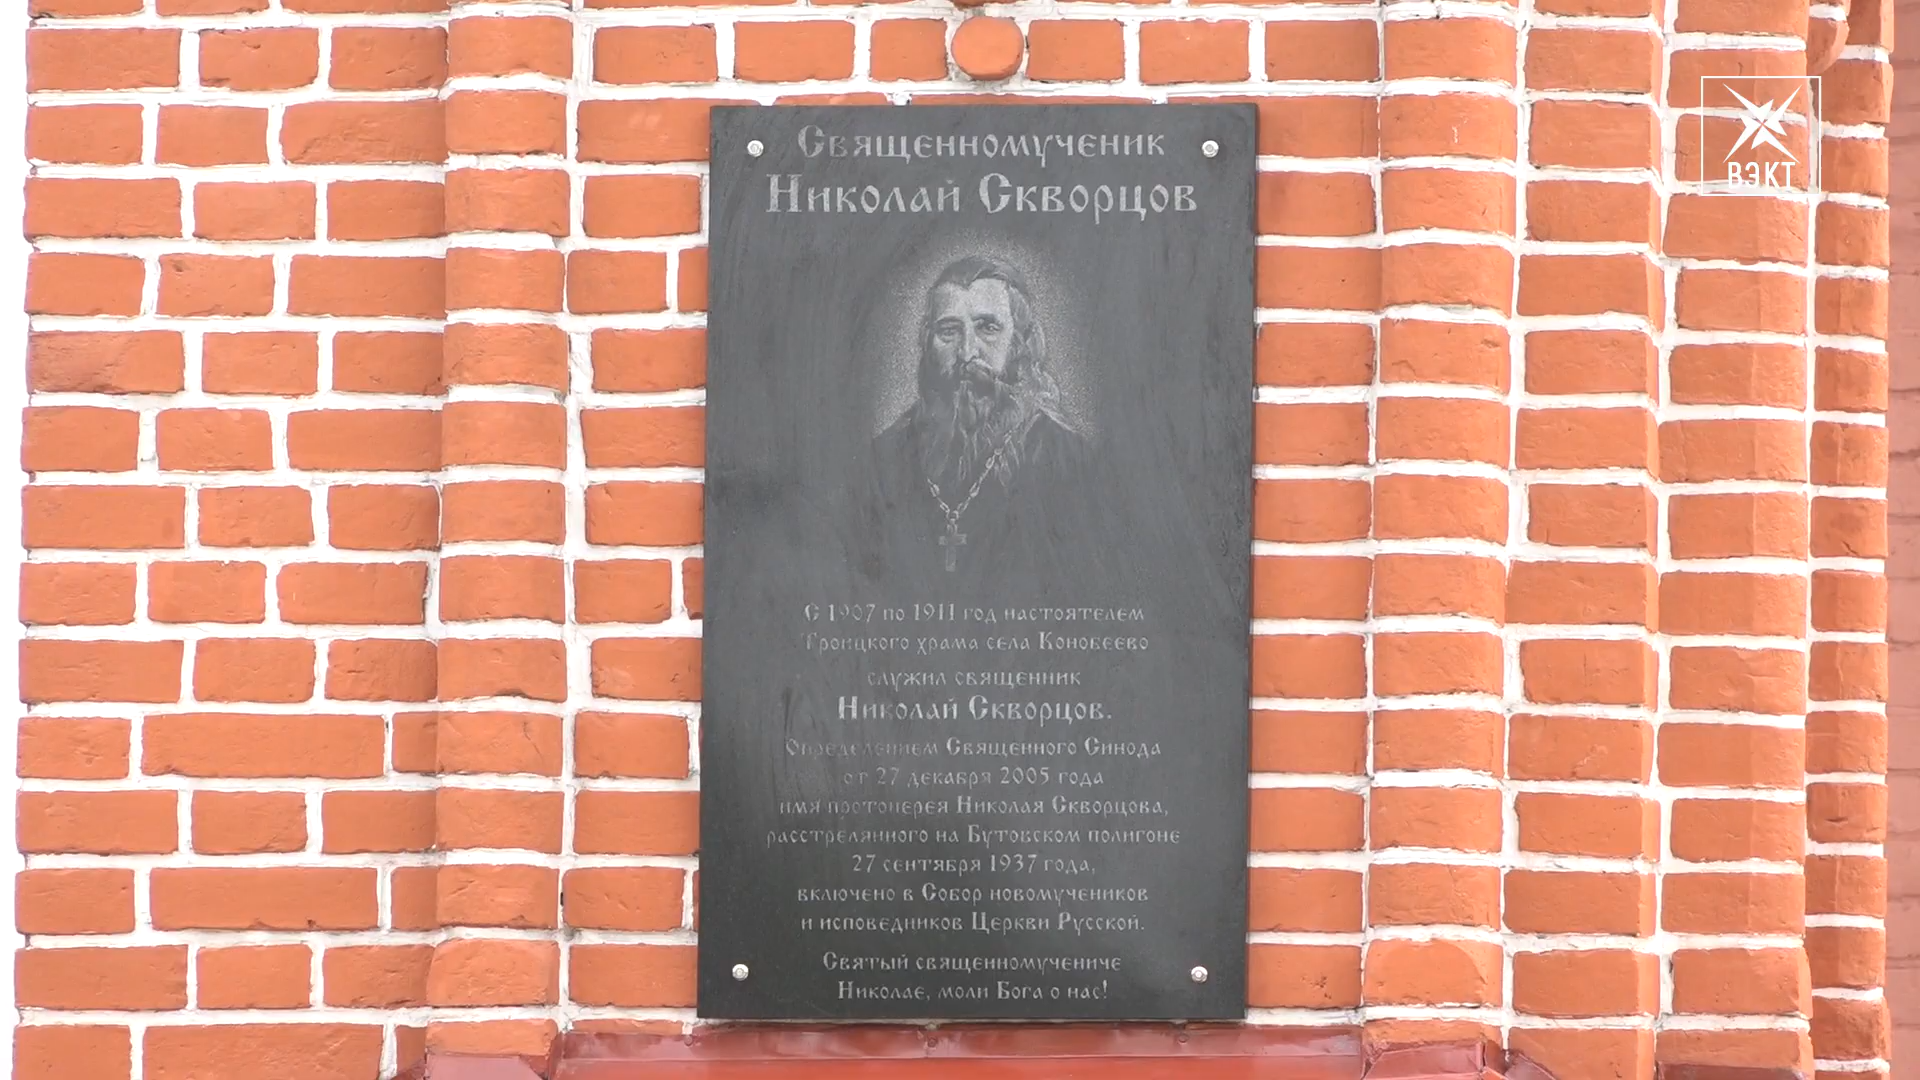 Священномученик
Николай Скворцов
С 1907 по 1911 год настоятелем
Троицкого храма села Конобеево
служил священник
Николай Скворцов.
Определением Священного Синода
от 27 декабря 2005 года
имя протоиерея Николая Скворцова,
расстрелянного на Бутовском полигоне
27 сентября 1937 года,
включено в Собор новомучеников
и исповедников Церкви Русской.
Святый священномучениче
Николае, моли Бога о нас!
ВЭКТ